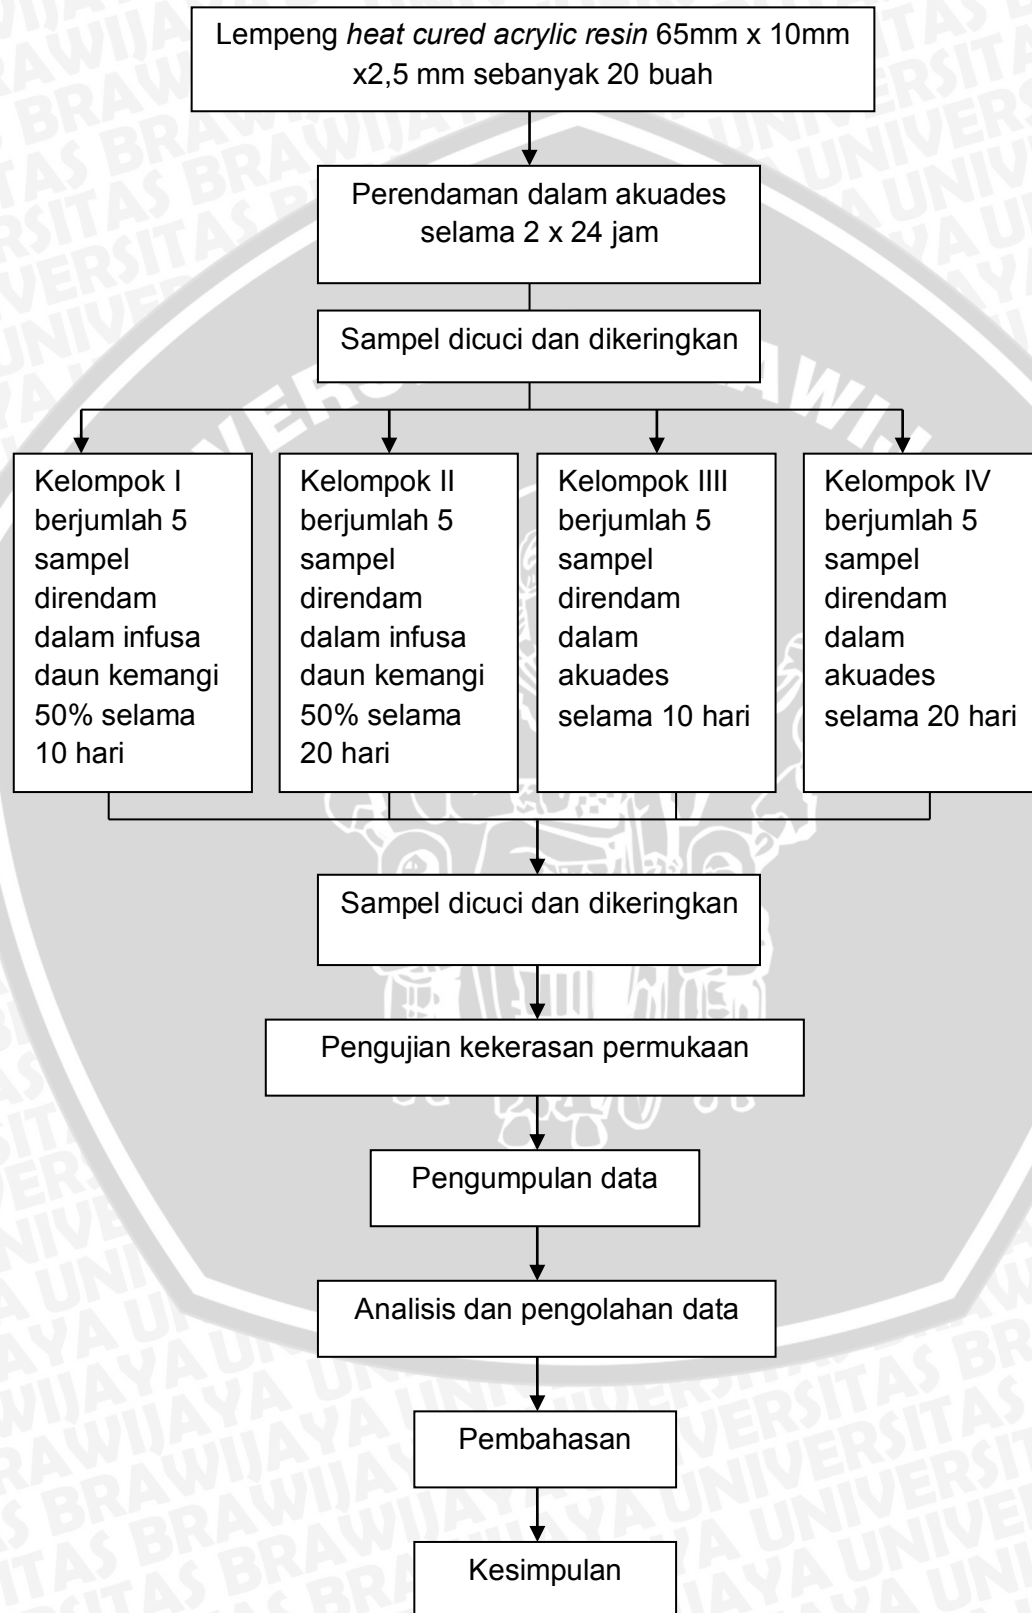 Lempeng heat cured acrylic resin 65mm x 10mm
x2,5 mm sebanyak 20 buah
Perendaman dalam akuades
selama 2 x 24 jam
Sampel dicuci dan dikeringkan
Kelompok I
berjumlah 5
sampel
direndam
dalam infusa
daun kemangi
50% selama
10 hari
Kelompok II
berjumlah 5
sampel
direndam
dalam infusa
daun kemangi
50% selama
20 hari
Kelompok IIII
berjumlah 5
sampel
direndam
dalam
akuades
selama 10 hari
Kelompok IV
berjumlah 5
sampel
direndam
dalam
akuades
selama 20 hari
Sampel dicuci dan dikeringkan
Pengujian kekerasan permukaan
Pengumpulan data
Analisis dan pengolahan data
Pembahasan
Kesimpulan